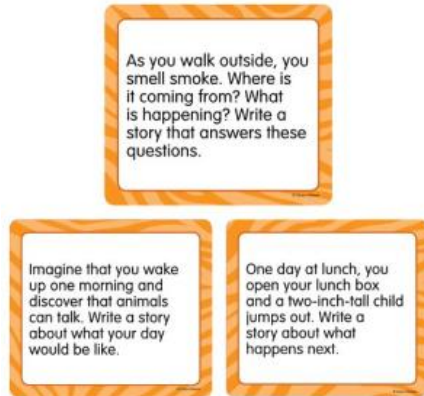 As you walk outside, you
smell smoke. Where is
it coming from? What
is happening? Write a
story that answers these
questions.
Imagine that you wake
up one morning and
discover that animals
can talk. Write a story
about what your day
would be like.
One day at lunch, you
open your lunch box
and a two-inch-tall child
jumps out. Write a
story about what
happens next.